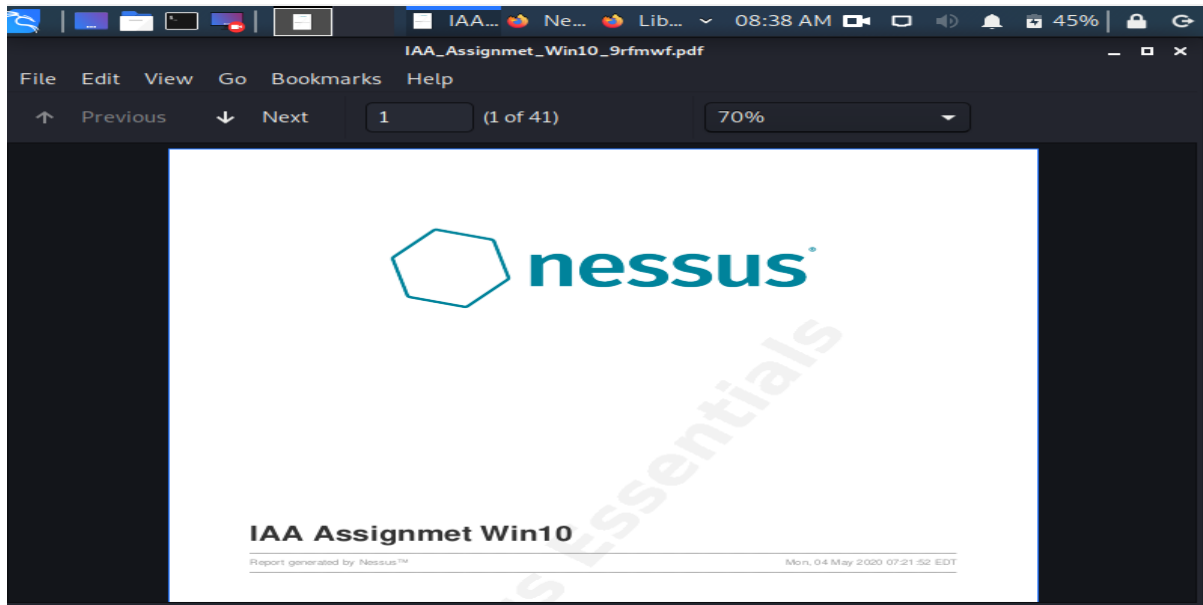 IAA... Ne... Lib... 08:38 AM 45%
IAA_Assignmet_Win10_9rfmwf.pdf
File Edit View Go Bookmarks Help
Previous Next 1 (1 of 41) 70%
nessus®
Essentials
IAA Assignmet Win10
Report generated by Nessus™ Mon, 04 May 2020 07:21:52 EDT